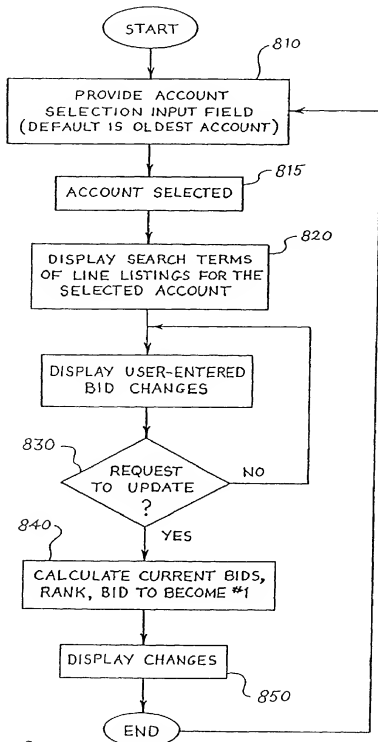 START
810
PROVIDE ACCOUNT
SELECTION INPUT FIELD
(DEFAULT IS OLDEST ACCOUNT)
815
ACCOUNT SELECTED
820
DISPLAY SEARCH TERMS
OF LINE LISTINGS FOR THE
SELECTED ACCOUNT
DISPLAY USER-ENTERED
BID CHANGES
830
REQUEST
TO UPDATE
?
NO
YES
840
CALCULATE CURRENT BIDS,
RANK, BID TO BECOME #1
DISPLAY CHANGES
850
END